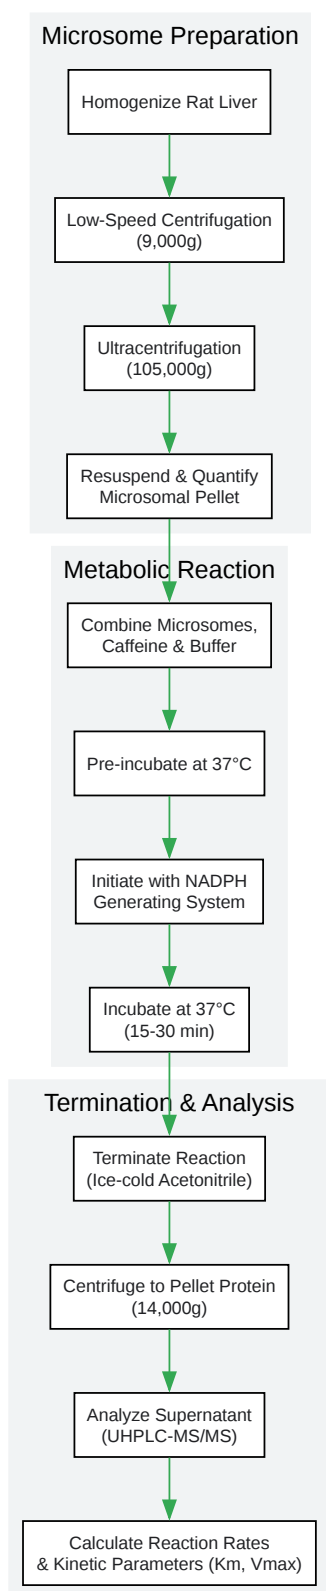 Microsome Preparation
Homogenize Rat Liver
Low-Speed Centrifugation
(9,000g)
Ultracentrifugation
(105,000g)
Resuspend & Quantify
Microsomal Pellet
Metabolic Reaction
Combine Microsomes,
Caffeine & Buffer
Pre-incubate at 37°C
Initiate with NADPH
Generating System
Incubate at 37°C
(15-30 min)
Termination & Analysis
Terminate Reaction
(Ice-cold Acetonitrile)
Centrifuge to Pellet Protein
(14,000g)
Analyze Supernatant
(UHPLC-MS/MS)
Calculate Reaction Rates
& Kinetic Parameters (Km, Vmax)